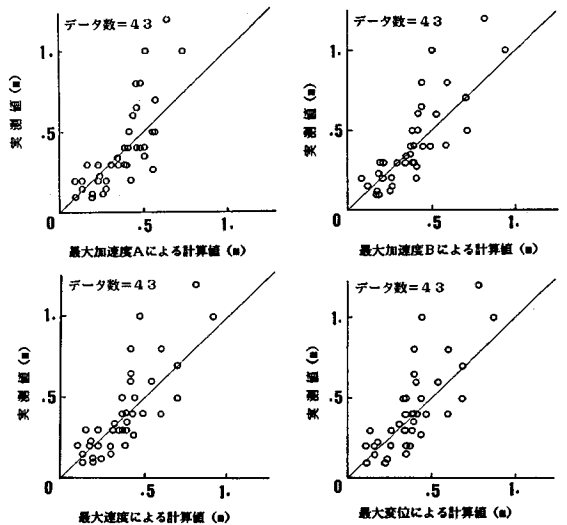 データ数=43
1.
.5
0
.5
1.
実測値(m)
最大加速度Aによる計算値(m)
データ数=43
1.
.5
0
.5
1.
実測値(m)
最大加速度Bによる計算値(m)
データ数=43
1.
.5
0
.5
1.
実測値(m)
最大速度による計算値(m)
データ数=43
1.
.5
0
.5
1.
実測値(m)
最大変位による計算値(m)